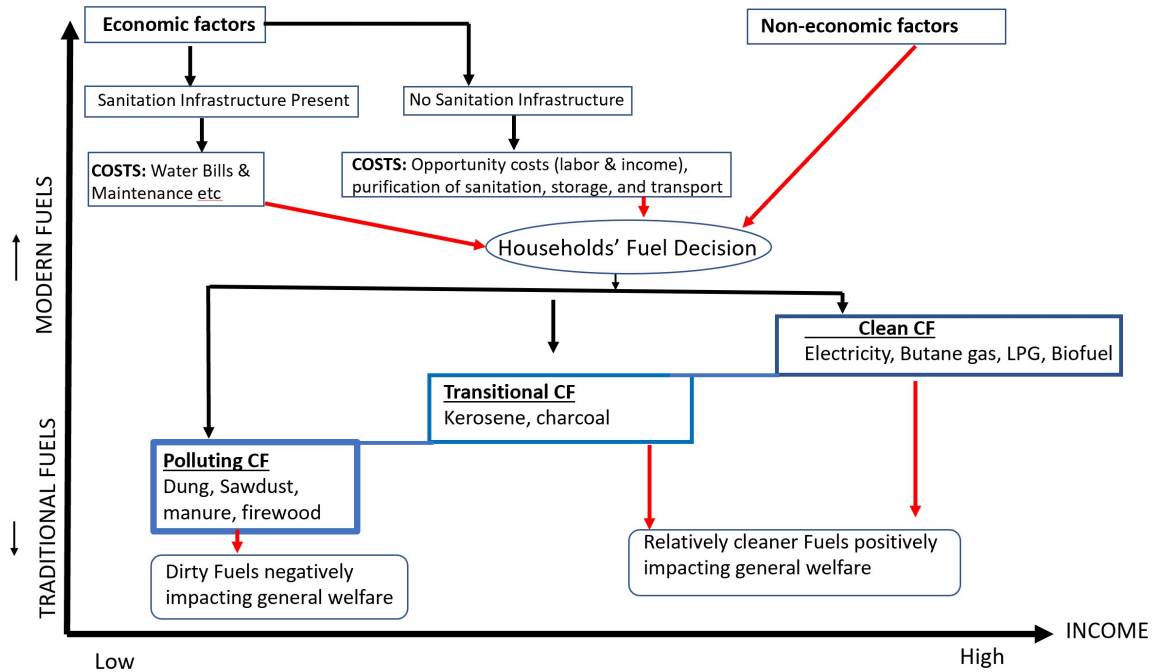 Economic factors
Non-economic factors
Sanitation Infrastructure Present
No Sanitation Infrastructure
COSTS: Water Bills &
Maintenance etc
COSTS: Opportunity costs (labor & income),
purification of sanitation, storage, and transport
Households’ Fuel Decision
MODERN FUELS
TRADITIONAL FUELS
Clean CF
Electricity, Butane gas, LPG, Biofuel
Transitional CF
Kerosene, charcoal
Polluting CF
Dung, Sawdust,
manure, firewood
Relatively cleaner Fuels positively
impacting general welfare
Dirty Fuels negatively
impacting general welfare
INCOME
Low
High